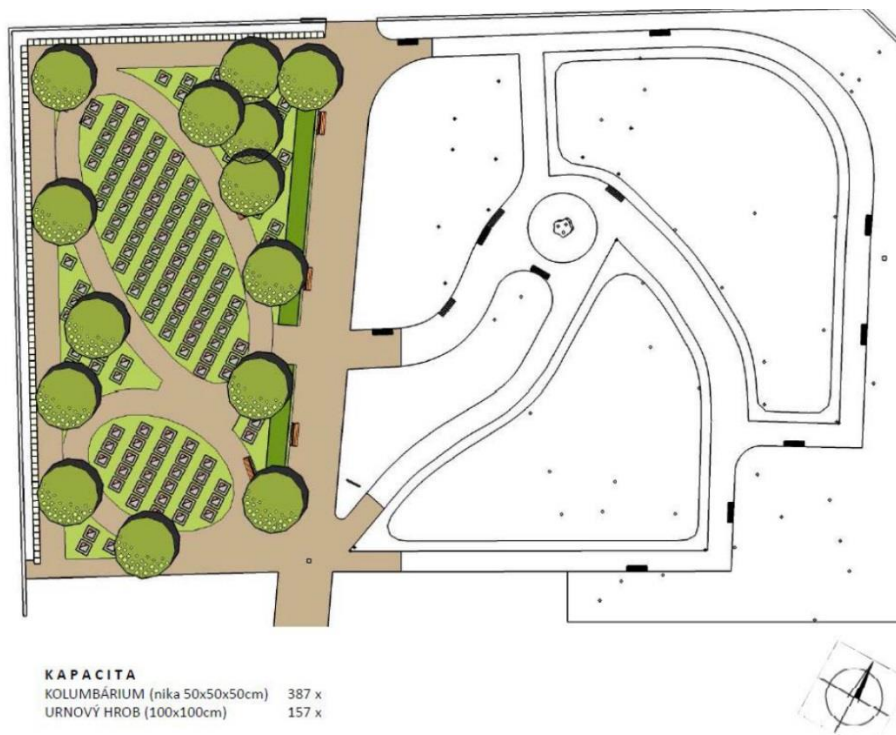 KAPACITA
KOLUMBÁRIUM (nika 50x50x50cm) 387 x
URNOVÝ HROB (100x100cm) 157 x